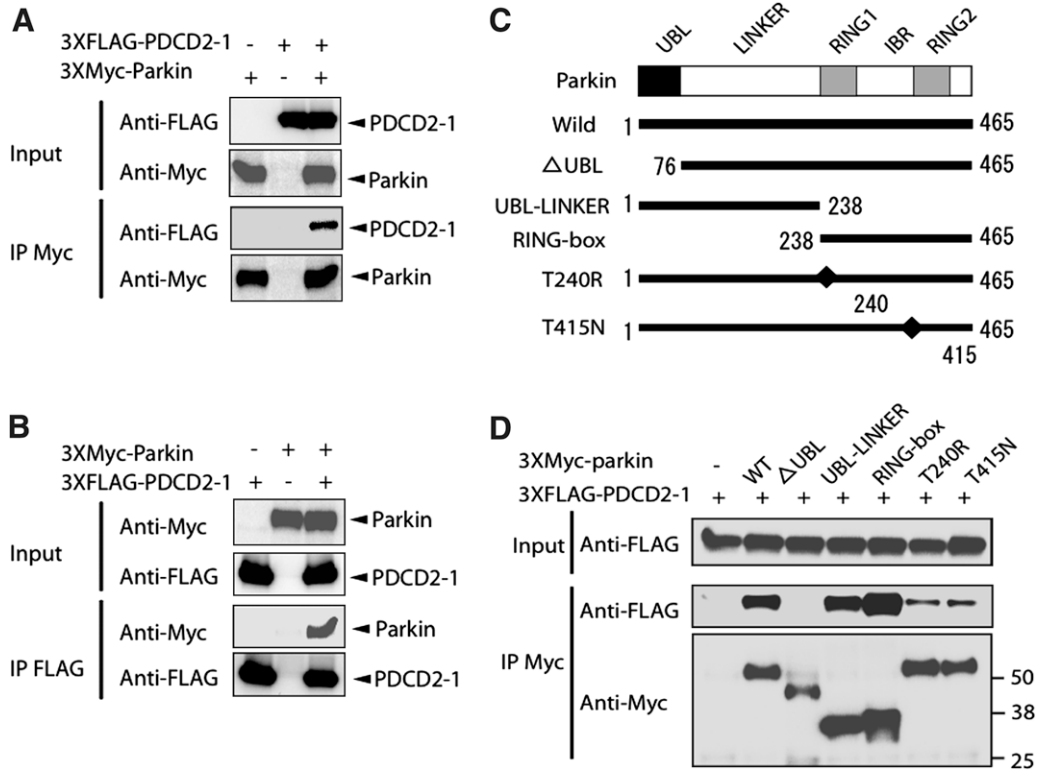 A
3XFLAG-PDCD2-1 - + +
3XMyc-Parkin + - +
Input
Anti-FLAG PDCD2-1
Anti-Myc Parkin
IP Myc
Anti-FLAG PDCD2-1
Anti-Myc Parkin
B
3XMyc-Parkin - + +
3XFLAG-PDCD2-1 + - +
Input
Anti-Myc Parkin
Anti-FLAG PDCD2-1
IP FLAG
Anti-Myc Parkin
Anti-FLAG PDCD2-1
C
UBL LINKER RING1 IBR RING2
Parkin
Wild 1 465
△UBL 76 465
UBL-LINKER 1 238
RING-box 238 465
T240R 1 465
240
T415N 1 465
415
D
3XMyc-parkin - WT △UBL UBL-LINKER RING-box T240R T415N
3XFLAG-PDCD2-1 + + + + + + +
Input Anti-FLAG
IP Myc
Anti-FLAG
Anti-Myc
50
38
25